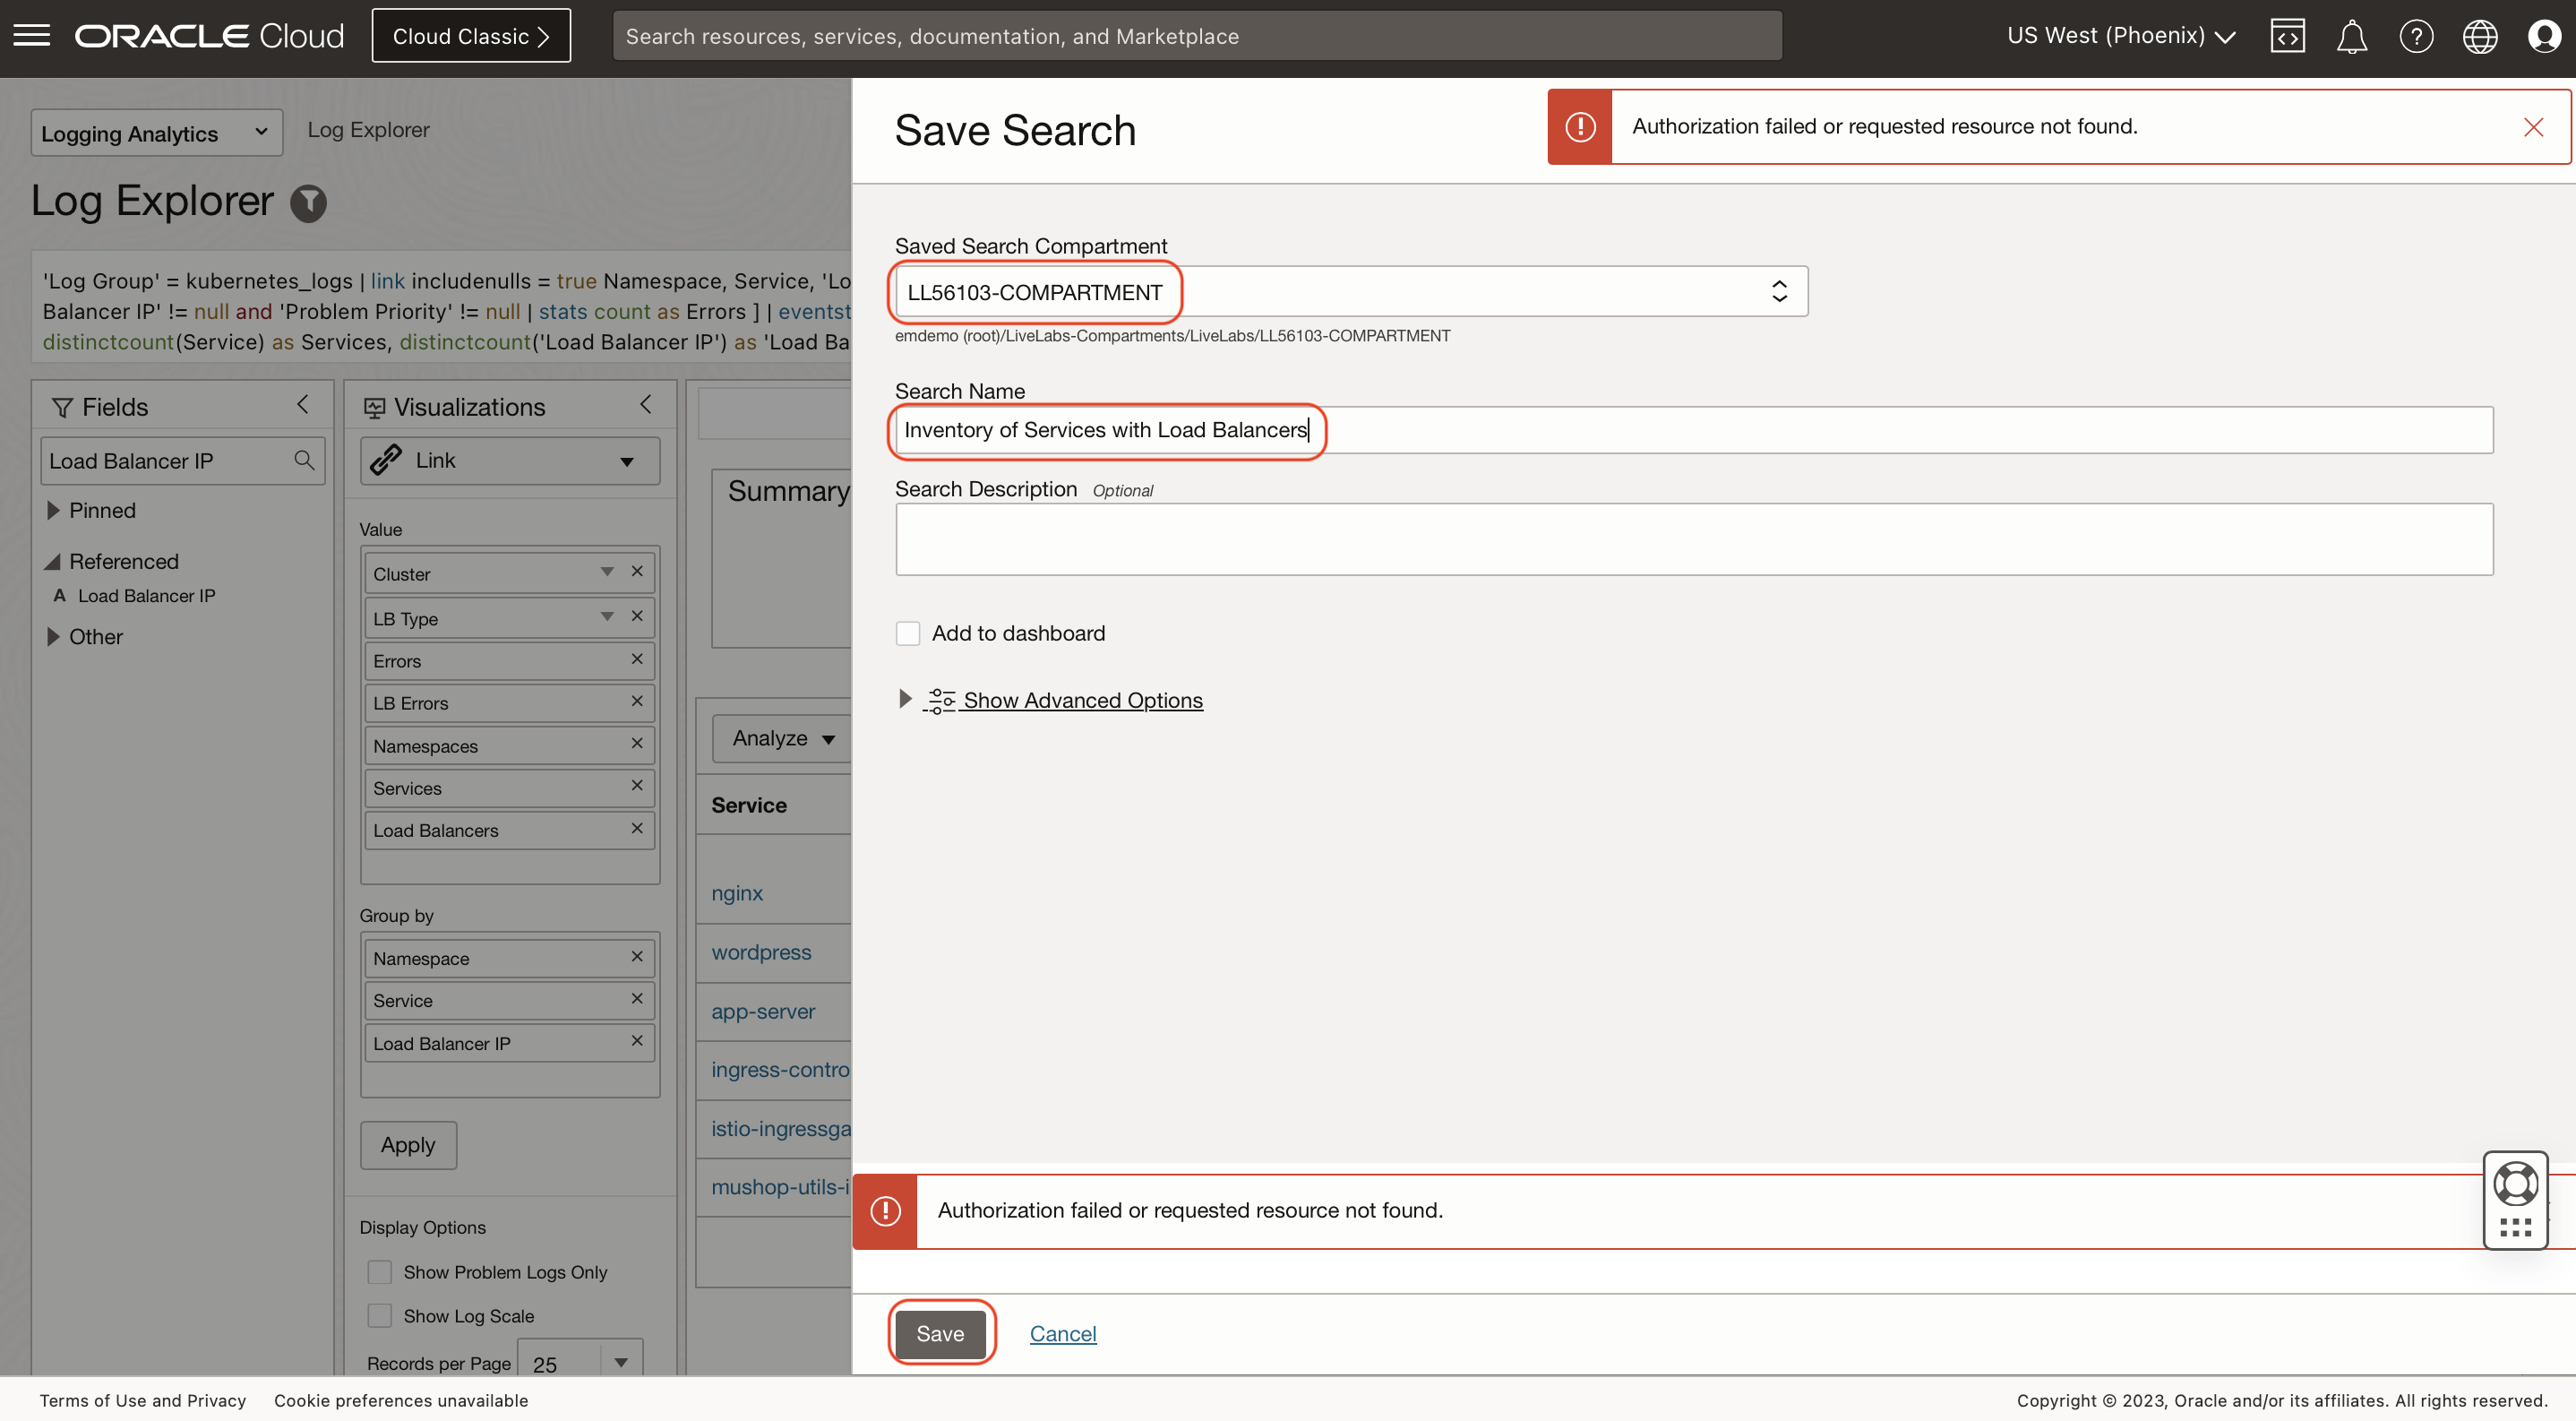 ORACLE Cloud
Cloud Classic
Search resources, services, documentation, and Marketplace
US West (Phoenix)
Logging Analytics
Log Explorer
Log Explorer
'Log Group' = kubernetes_logs | link includenulls = true Namespace, Service, 'Lo
Balancer IP' != null and 'Problem Priority' != null | stats count as Errors ] | eventst
distinctcount(Service) as Services, distinctcount('Load Balancer IP') as 'Load Ba
Fields
Load Balancer IP
Pinned
Referenced
A Load Balancer IP
Other
Visualizations
Link
Value
Cluster
LB Type
Errors
LB Errors
Namespaces
Services
Load Balancers
Group by
Namespace
Service
Load Balancer IP
Apply
Display Options
Show Problem Logs Only
Show Log Scale
Records per Page 25
Summary
Analyze
Service
nginx
wordpress
app-server
ingress-contro
istio-ingressga
mushop-utils-i
Save Search
Authorization failed or requested resource not found.
Saved Search Compartment
LL56103-COMPARTMENT
emdemo (root)/LiveLabs-Compartments/LiveLabs/LL56103-COMPARTMENT
Search Name
Inventory of Services with Load Balancers
Search Description Optional
Add to dashboard
Show Advanced Options
Authorization failed or requested resource not found.
Save Cancel
Terms of Use and Privacy Cookie preferences unavailable
Copyright © 2023, Oracle and/or its affiliates. All rights reserved.